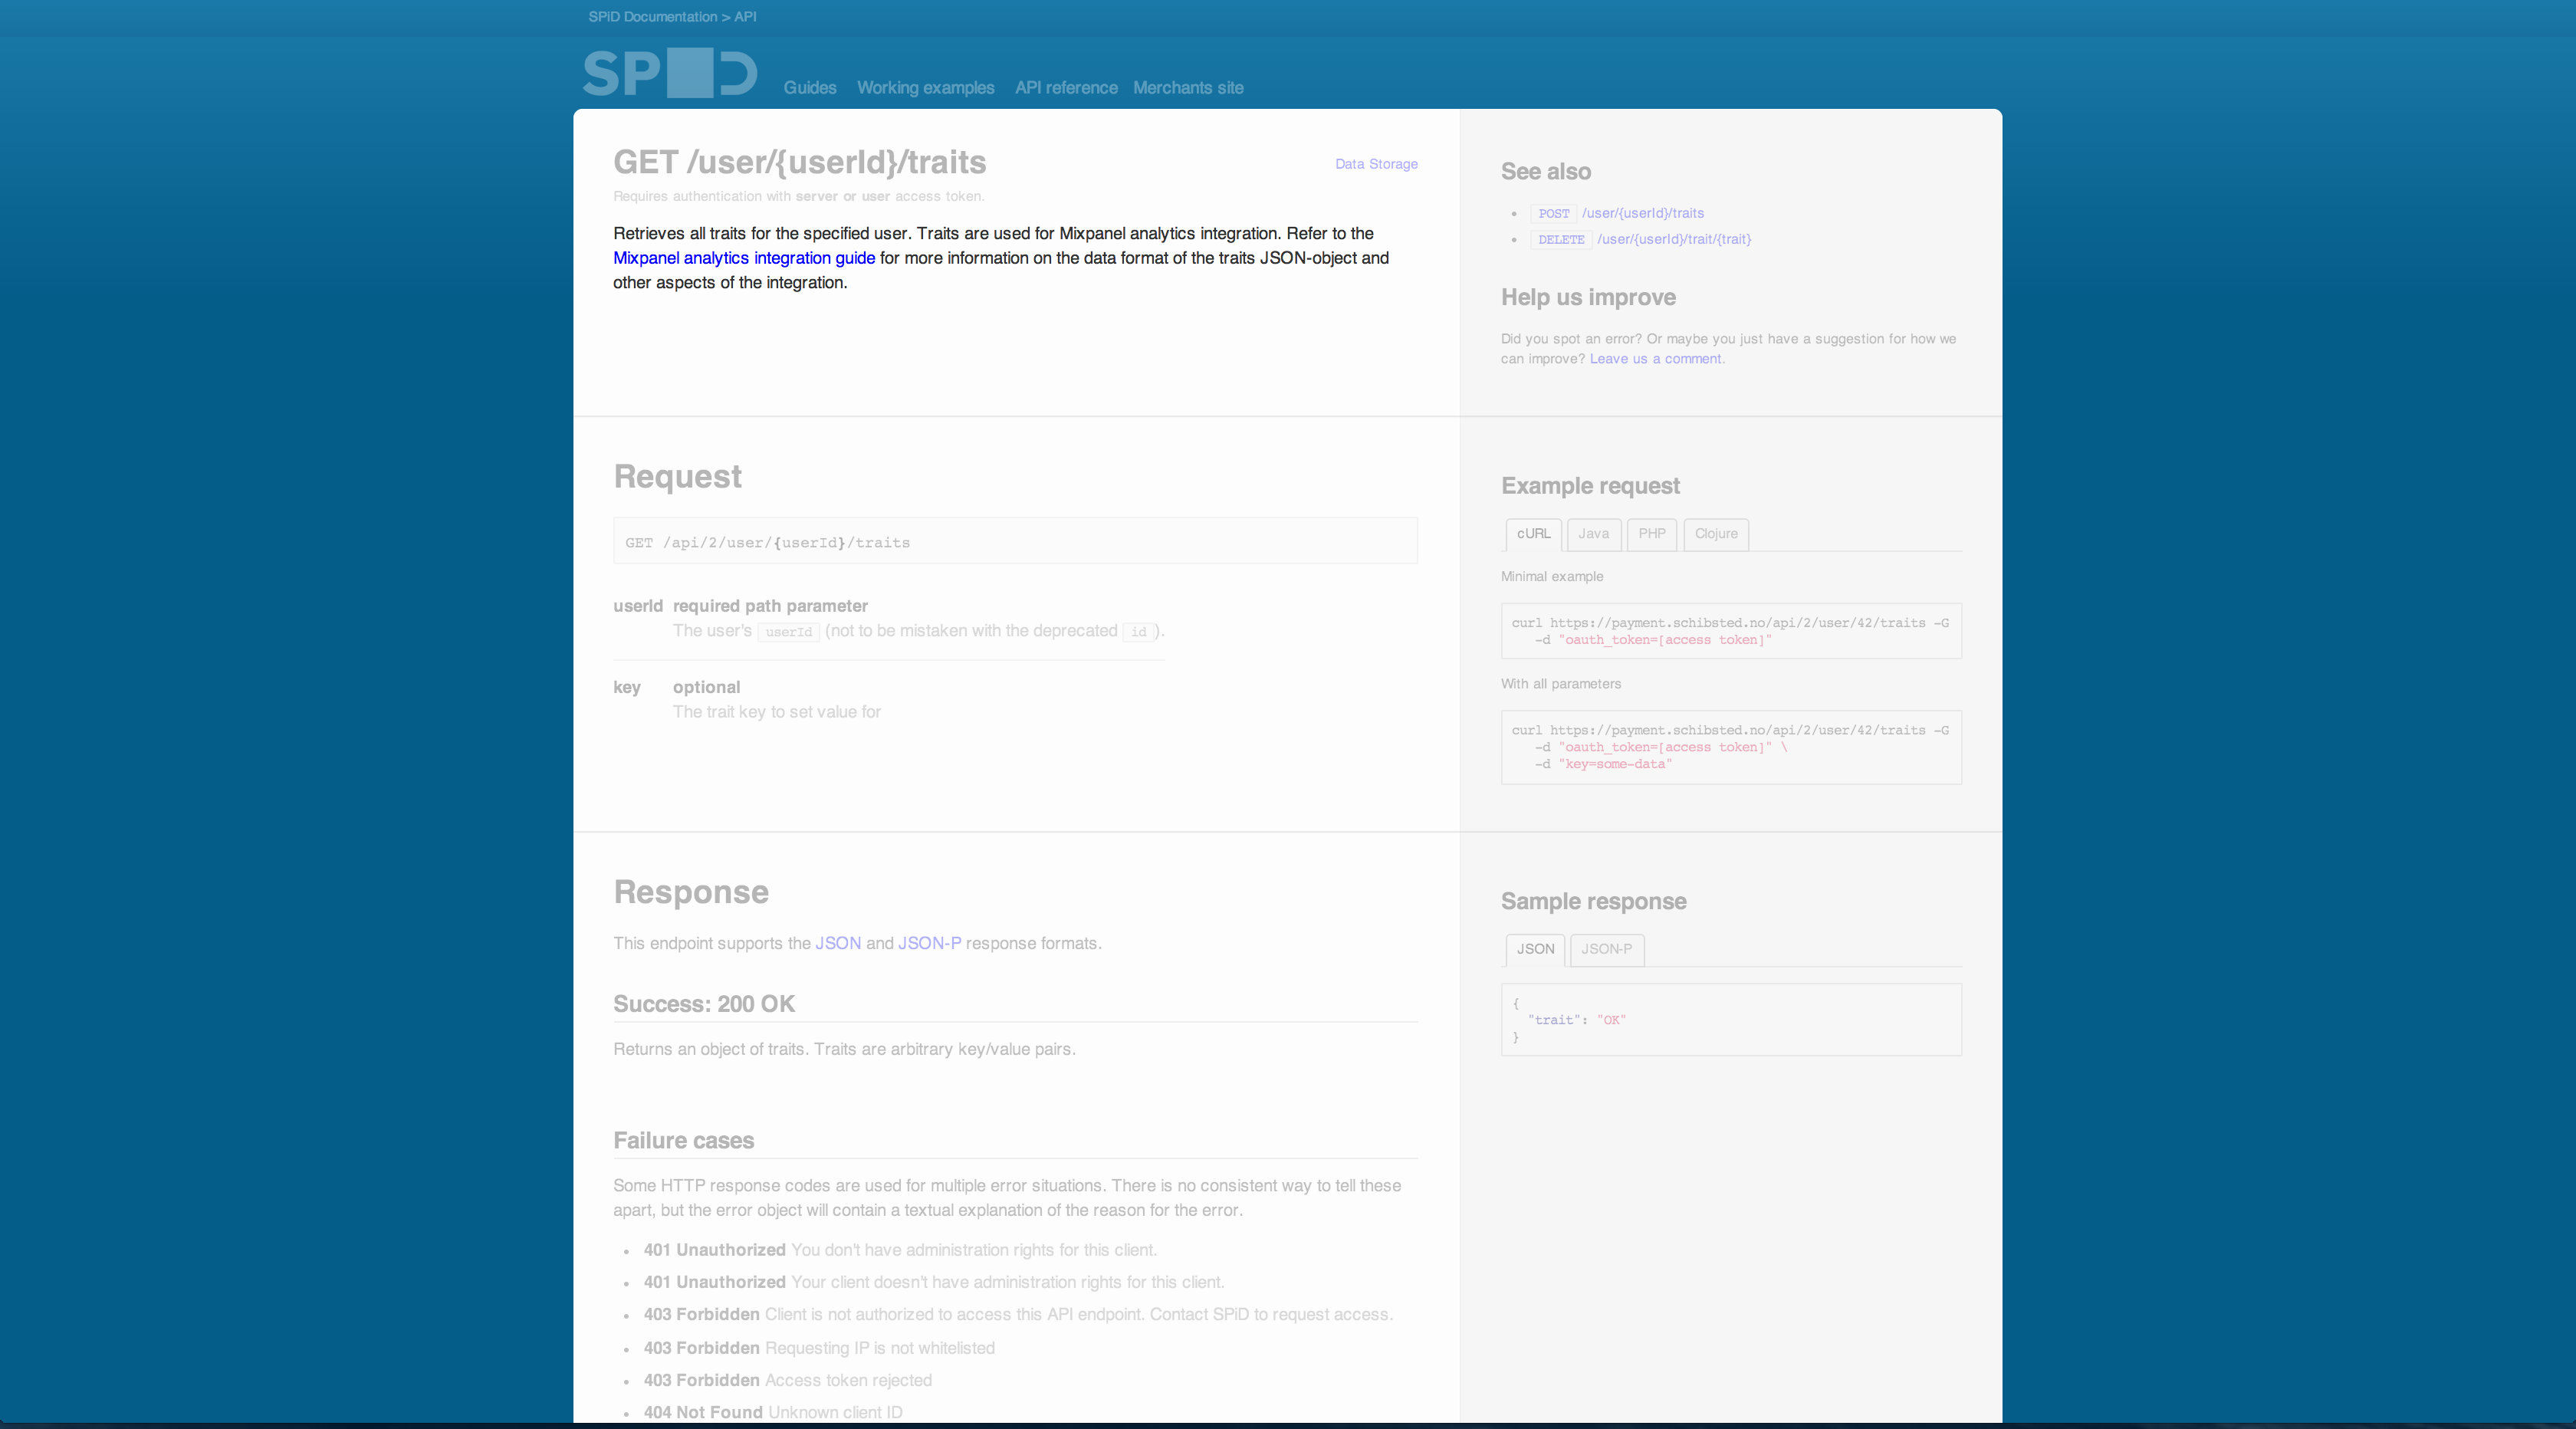 SPiD Documentation > API
SP D
Guides Working examples API reference Merchants site
GET /user/{userId}/traits
Data Storage
Requires authentication with server or user access token.
Retrieves all traits for the specified user. Traits are used for Mixpanel analytics integration. Refer to the
Mixpanel analytics integration guide for more information on the data format of the traits JSON-object and
other aspects of the integration.
See also
• POST /user/{userId}/traits
• DELETE /user/{userId}/trait/{trait}
Help us improve
Did you spot an error? Or maybe you just have a suggestion for how we
can improve? Leave us a comment.
Request
GET /api/2/user/{userId}/traits
userId required path parameter
The user's userId (not to be mistaken with the deprecated id).
key optional
The trait key to set value for
Example request
cURL Java PHP Clojure
Minimal example
curl https://payment.schibsted.no/api/2/user/42/traits -G
-d "oauth_token=[access token]"
With all parameters
curl https://payment.schibsted.no/api/2/user/42/traits -G
-d "oauth_token=[access token]" \
-d "key=some-data"
Response
This endpoint supports the JSON and JSON-P response formats.
Success: 200 OK
Returns an object of traits. Traits are arbitrary key/value pairs.
Failure cases
Some HTTP response codes are used for multiple error situations. There is no consistent way to tell these
apart, but the error object will contain a textual explanation of the reason for the error.
• 401 Unauthorized You don't have administration rights for this client.
• 401 Unauthorized Your client doesn't have administration rights for this client.
• 403 Forbidden Client is not authorized to access this API endpoint. Contact SPiD to request access.
• 403 Forbidden Requesting IP is not whitelisted
• 403 Forbidden Access token rejected
• 404 Not Found Unknown client ID
Sample response
JSON JSON-P
{
"trait": "OK"
}